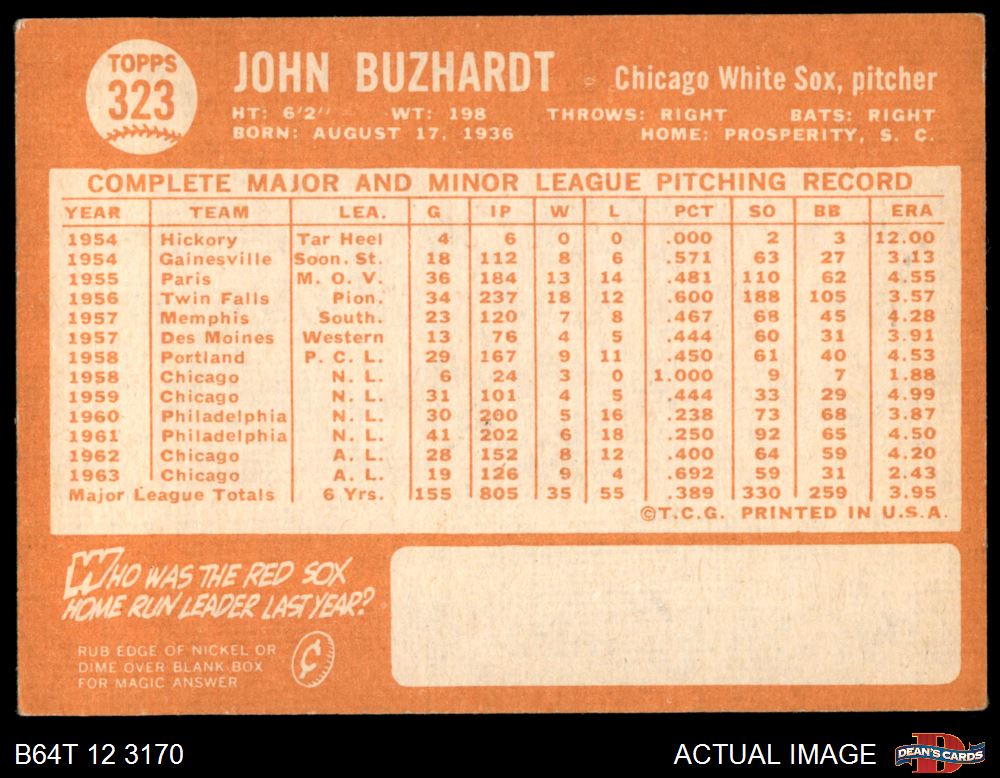 TOPPS
323
JOHN BUZHARDT Chicago White Sox, pitcher
HT: 6'2" WT: 198 THROWS: RIGHT BATS: RIGHT
BORN: AUGUST 17, 1936 HOME: PROSPERITY, S. C.
COMPLETE MAJOR AND MINOR LEAGUE PITCHING RECORD
YEAR TEAM LEA. G IP W L PCT SO BB ERA
1954 Hickory Tar Heel 4 6 0 0 .000 2 3 12.00
1954 Gainesville Soon. St. 18 112 8 6 .571 63 27 3.13
1955 Paris M. O. V. 36 184 13 14 .481 110 62 4.55
1956 Twin Falls Pion. 34 237 18 12 .600 188 105 3.57
1957 Memphis South. 23 120 7 8 .467 68 45 4.28
1957 Des Moines Western 13 76 4 5 .444 60 31 3.91
1958 Portland P. C. L. 29 167 9 11 .450 61 40 4.53
1958 Chicago N. L. 6 24 3 0 1.000 9 7 1.88
1959 Chicago N. L. 31 101 4 5 .444 33 29 4.99
1960 Philadelphia N. L. 30 200 5 16 .238 73 68 3.87
1961 Philadelphia N. L. 41 202 6 18 .250 92 65 4.50
1962 Chicago A. L. 28 152 8 12 .400 64 59 4.20
1963 Chicago A. L. 19 126 9 4 .692 59 31 2.43
Major League Totals 6 Yrs. 155 805 35 55 .389 330 259 3.95
©T.C.G. PRINTED IN U.S.A.
WHO WAS THE RED SOX
HOME RUN LEADER LAST YEAR?
RUB EDGE OF NICKEL OR
DIME OVER BLANK BOX
FOR MAGIC ANSWER
¢
B64T 12 3170 ACTUAL IMAGE
D
DEAN'S CARDS